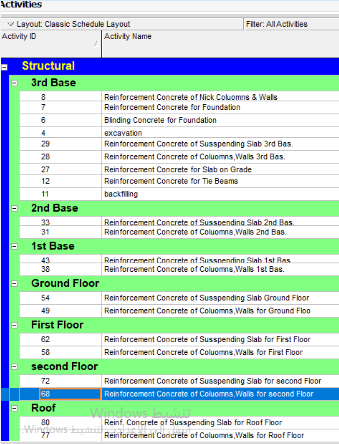 Activities
Layout: Classic Schedule Layout Filter: All Activities
Activity ID Activity Name
Structural
3rd Base
8 Reinforcement Concrete of Nick Coluomns & Walls
7 Reinforcement Concrete for Foundation
6 Blinding Concrete for Foundation
4 excavation
29 Reinforcement Concrete of Susspending Slab 3rd Bas.
28 Reinforcement Concrete of Coluomns,Walls 3rd Bas.
27 Reinforcement Concrete for Slab on Grade
12 Reinforcement Concrete for Tie Beams
11 backfilling
2nd Base
33 Reinforcement Concrete of Susspending Slab 2nd Bas.
31 Reinforcement Concrete of Coluomns,Walls 2nd Bas.
1st Base
43 Reinforcement Concrete of Susspending Slab 1st Bas.
38 Reinforcement Concrete of Coluomns,Walls 1st Bas.
Ground Floor
54 Reinforcement Concrete of Susspending Slab Ground Floor
49 Reinforcement Concrete of Coluomns,Walls for Ground Floo
First Floor
62 Reinforcement Concrete of Susspending Slab for First Floor
58 Reinforcement Concrete of Coluomns,Walls for First Floor
second Floor
72 Reinforcement Concrete of Susspending Slab for second Floor
68 Reinforcement Concrete of Coluomns,Walls for second Floor
Roof
تنشيط Windows
80 Reinf. Concrete of Susspending Slab for Roof Floor
77 Reinforcement Concrete of Coluomns,Walls for Roof Floor